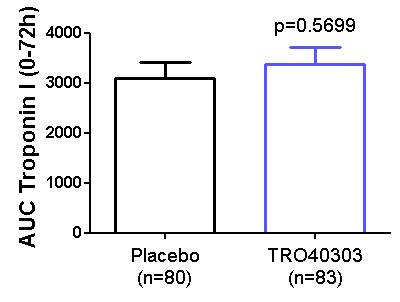 AUC Troponin I (0-72h)
4000
3000
2000
1000
0
p=0.5699
Placebo
(n=80)
TRO40303
(n=83)